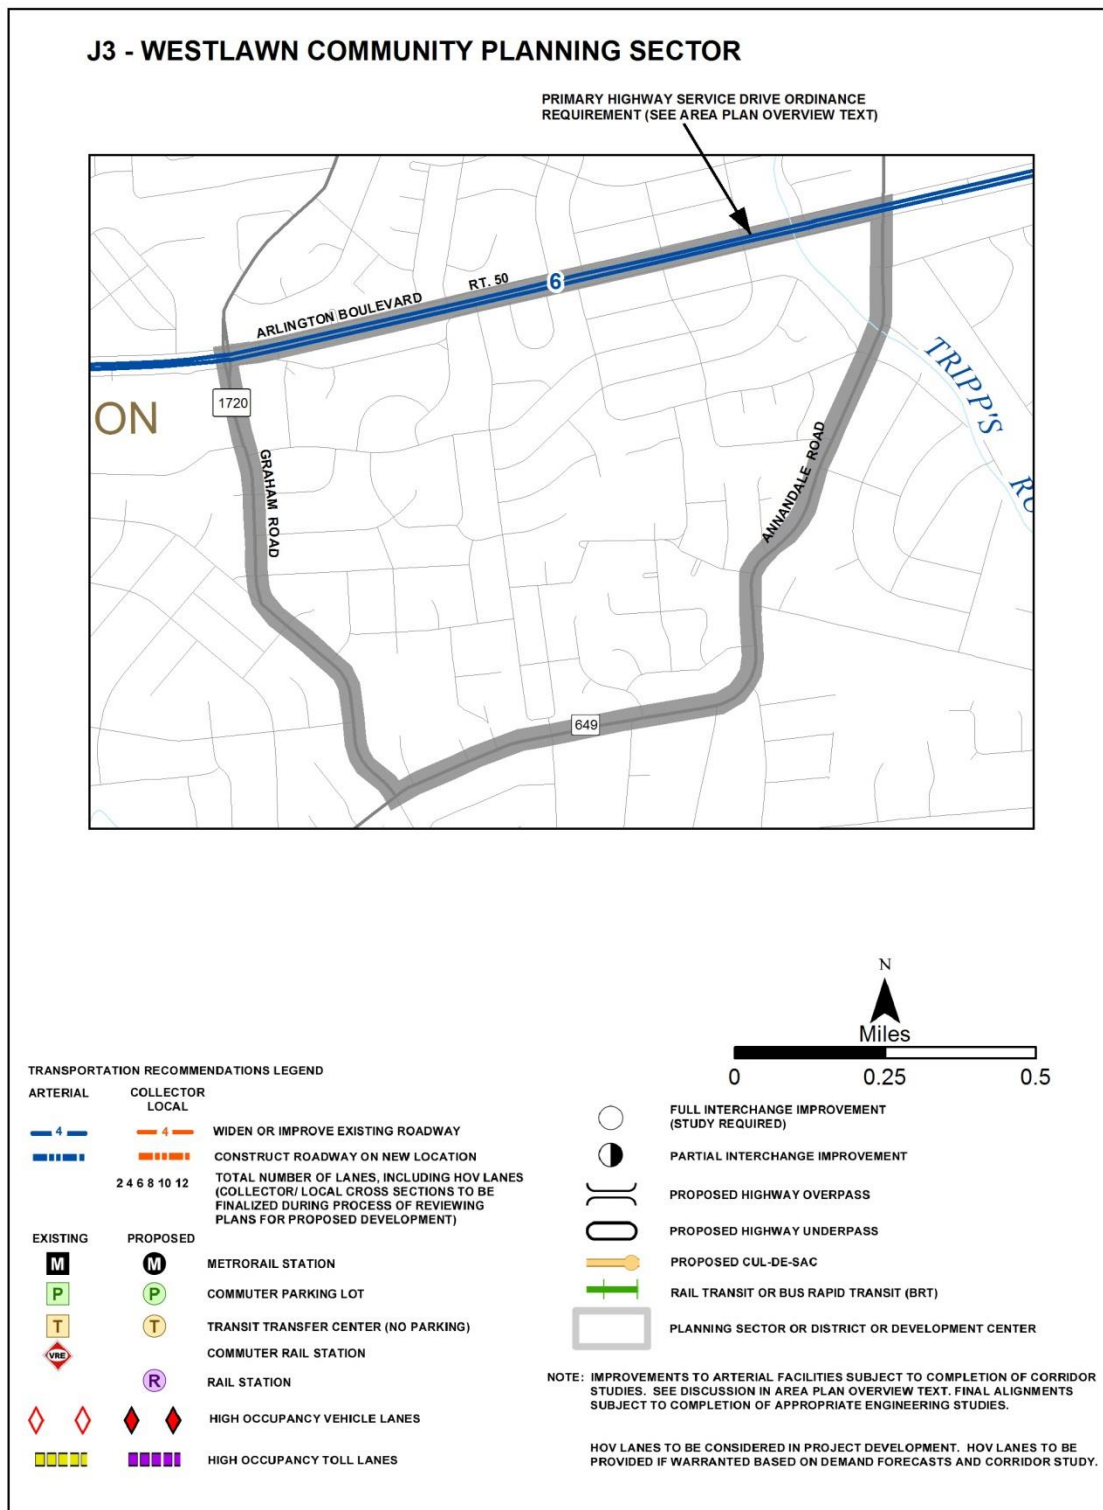 J3 - WESTLAWN COMMUNITY PLANNING SECTOR
PRIMARY HIGHWAY SERVICE DRIVE ORDINANCE
REQUIREMENT (SEE AREA PLAN OVERVIEW TEXT)
ARLINGTON BOULEVARD
RT. 50
6
1720
ON
GRAHAM ROAD
ANNANDALE ROAD
TRIPP'S
RU
649
N
Miles
0 0.25 0.5
TRANSPORTATION RECOMMENDATIONS LEGEND
ARTERIAL
COLLECTOR
LOCAL
4 4 WIDEN OR IMPROVE EXISTING ROADWAY
CONSTRUCT ROADWAY ON NEW LOCATION
2 4 6 8 10 12 TOTAL NUMBER OF LANES, INCLUDING HOV LANES
(COLLECTOR/ LOCAL CROSS SECTIONS TO BE
FINALIZED DURING PROCESS OF REVIEWING
PLANS FOR PROPOSED DEVELOPMENT)
EXISTING PROPOSED
M M METRORAIL STATION
P P COMMUTER PARKING LOT
T T TRANSIT TRANSFER CENTER (NO PARKING)
VRE COMMUTER RAIL STATION
R RAIL STATION
HIGH OCCUPANCY VEHICLE LANES
HIGH OCCUPANCY TOLL LANES
FULL INTERCHANGE IMPROVEMENT
(STUDY REQUIRED)
PARTIAL INTERCHANGE IMPROVEMENT
PROPOSED HIGHWAY OVERPASS
PROPOSED HIGHWAY UNDERPASS
PROPOSED CUL-DE-SAC
RAIL TRANSIT OR BUS RAPID TRANSIT (BRT)
PLANNING SECTOR OR DISTRICT OR DEVELOPMENT CENTER
NOTE: IMPROVEMENTS TO ARTERIAL FACILITIES SUBJECT TO COMPLETION OF CORRIDOR
STUDIES. SEE DISCUSSION IN AREA PLAN OVERVIEW TEXT. FINAL ALIGNMENTS
SUBJECT TO COMPLETION OF APPROPRIATE ENGINEERING STUDIES.
HOV LANES TO BE CONSIDERED IN PROJECT DEVELOPMENT. HOV LANES TO BE
PROVIDED IF WARRANTED BASED ON DEMAND FORECASTS AND CORRIDOR STUDY.